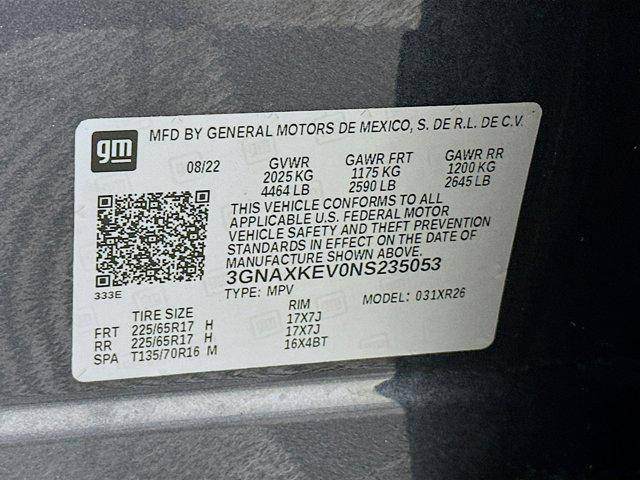 gm
MFD BY GENERAL MOTORS DE MEXICO, S. DE R.L. DE C.V.
08/22 GVWR GAWR FRT GAWR RR
2025 KG 1175 KG 1200 KG
4464 LB 2590 LB 2645 LB
THIS VEHICLE CONFORMS TO ALL
APPLICABLE U.S. FEDERAL MOTOR
VEHICLE SAFETY AND THEFT PREVENTION
STANDARDS IN EFFECT ON THE DATE OF
MANUFACTURE SHOWN ABOVE.
3GNAXKEV0NS235053
333E
TYPE: MPV MODEL: 031XR26
TIRE SIZE RIM
FRT 225/65R17 H 17X7J
RR 225/65R17 H 17X7J
SPA T135/70R16 M 16X4BT